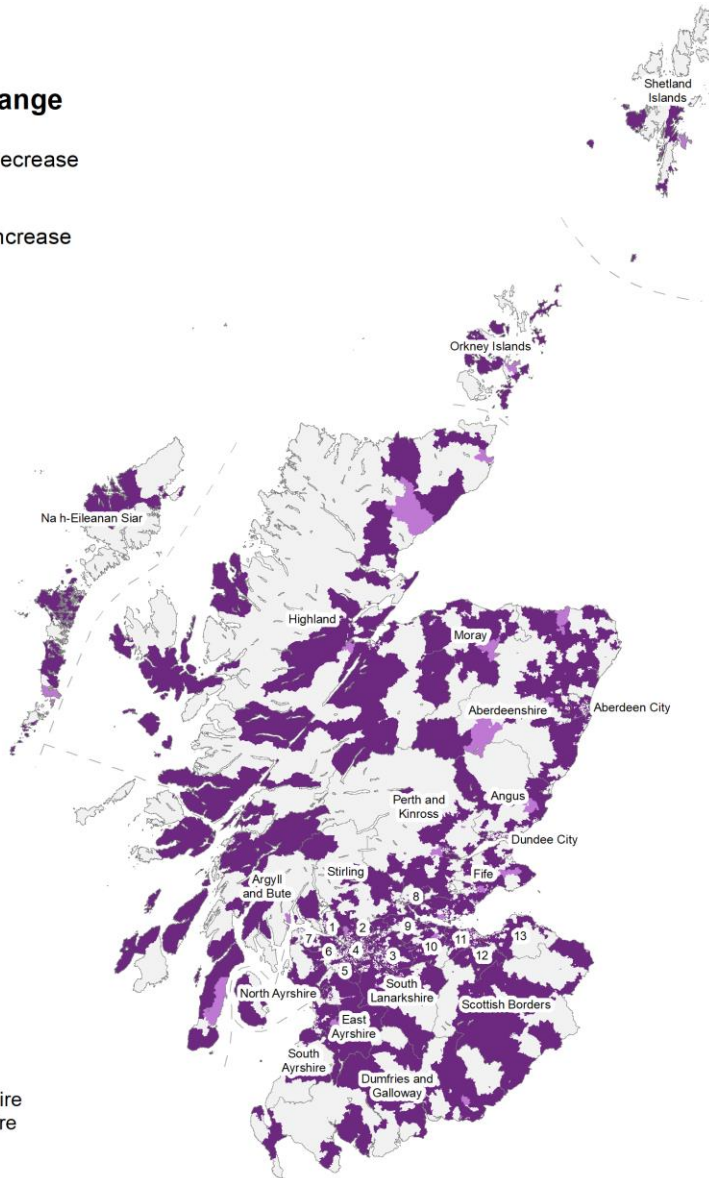 ange
ecrease
ncrease
Shetland
Islands
Orkney Islands
Na h-Eileanan Siar
Highland
Moray
Aberdeenshire
Aberdeen City
Perth and
Kinross
Angus
Dundee City
Stirling
Argyll
and Bute
Fife
8
1
2
9
13
7
11
4
10
6
3
12
5
North Ayrshire
South
Lanarkshire
Scottish Borders
East
Ayrshire
South
Ayrshire
Dumfries and
Galloway
ire
re